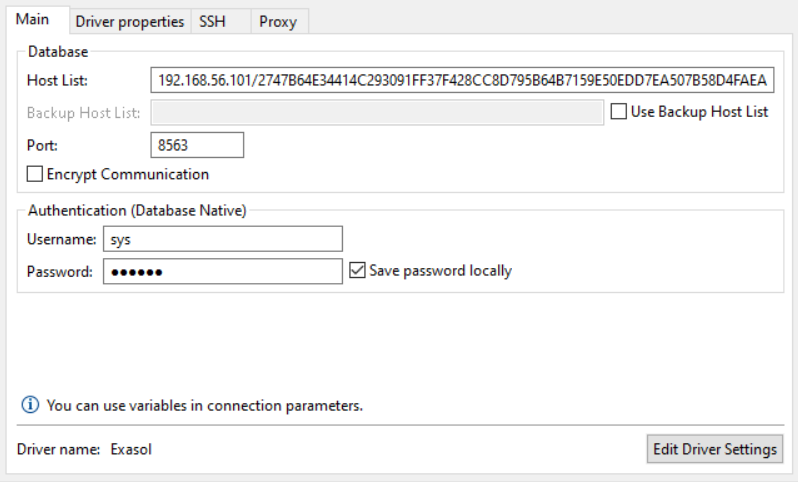 Main Driver properties SSH Proxy
Database
Host List: 192.168.56.101/2747B64E34414C293091FF37F428CC8D795B64B7159E50EDD7EA507B58D4FAEA
Backup Host List: Use Backup Host List
Port: 8563
Encrypt Communication
Authentication (Database Native)
Username: sys
Password: ●●●●●●
Save password locally
You can use variables in connection parameters.
Driver name: Exasol Edit Driver Settings